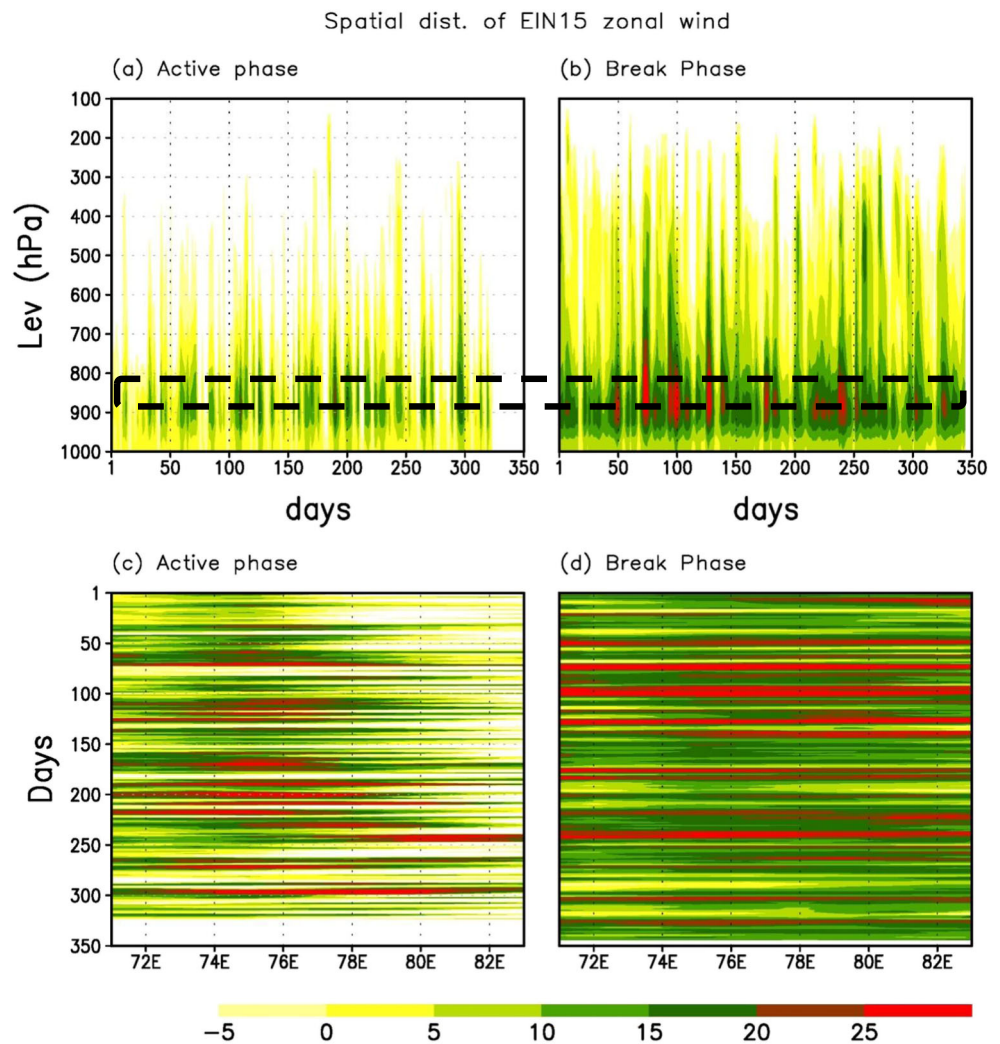 Spatial dist. of EIN15 zonal wind
(a) Active phase
(b) Break Phase
100
200
300
400
500
600
700
800
900
1000
Lev (hPa)
1 50 100 150 200 250 300 350
1 50 100 150 200 250 300 350
days
days
(c) Active phase
(d) Break Phase
1
50
100
150
200
250
300
350
Days
72E 74E 76E 78E 80E 82E
72E 74E 76E 78E 80E 82E
−5 0 5 10 15 20 25